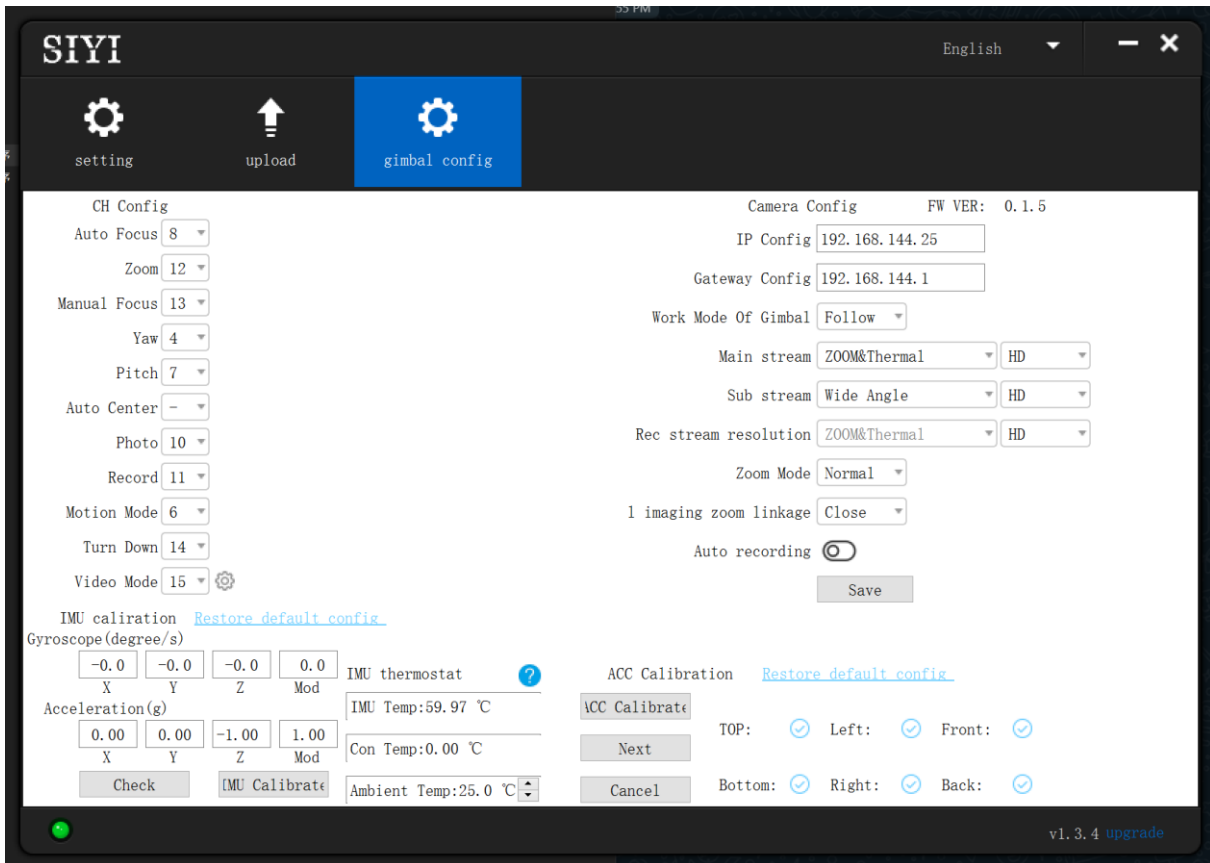 55 PM
SIYI
English
setting
upload
gimbal config
CH Config
Auto Focus 8
Zoom 12
Manual Focus 13
Yaw 4
Pitch 7
Auto Center -
Photo 10
Record 11
Motion Mode 6
Turn Down 14
Video Mode 15
Camera Config FW VER: 0.1.5
IP Config 192.168.144.25
Gateway Config 192.168.144.1
Work Mode Of Gimbal Follow
Main stream ZOOM&Thermal HD
Sub stream Wide Angle HD
Rec stream resolution ZOOM&Thermal HD
Zoom Mode Normal
l imaging zoom linkage Close
Auto recording
Save
IMU caliration Restore default config
Gyroscope(degree/s)
-0.0 -0.0 -0.0 0.0
X Y Z Mod
Acceleration(g)
0.00 0.00 -1.00 1.00
X Y Z Mod
Check IMU Calibrate
IMU thermostat ?
IMU Temp:59.97 ℃
Con Temp:0.00 ℃
Ambient Temp:25.0 ℃
ACC Calibration Restore default config
ACC Calibrate
Next
Cancel
TOP: Left: Front:
Bottom: Right: Back:
v1.3.4 upgrade